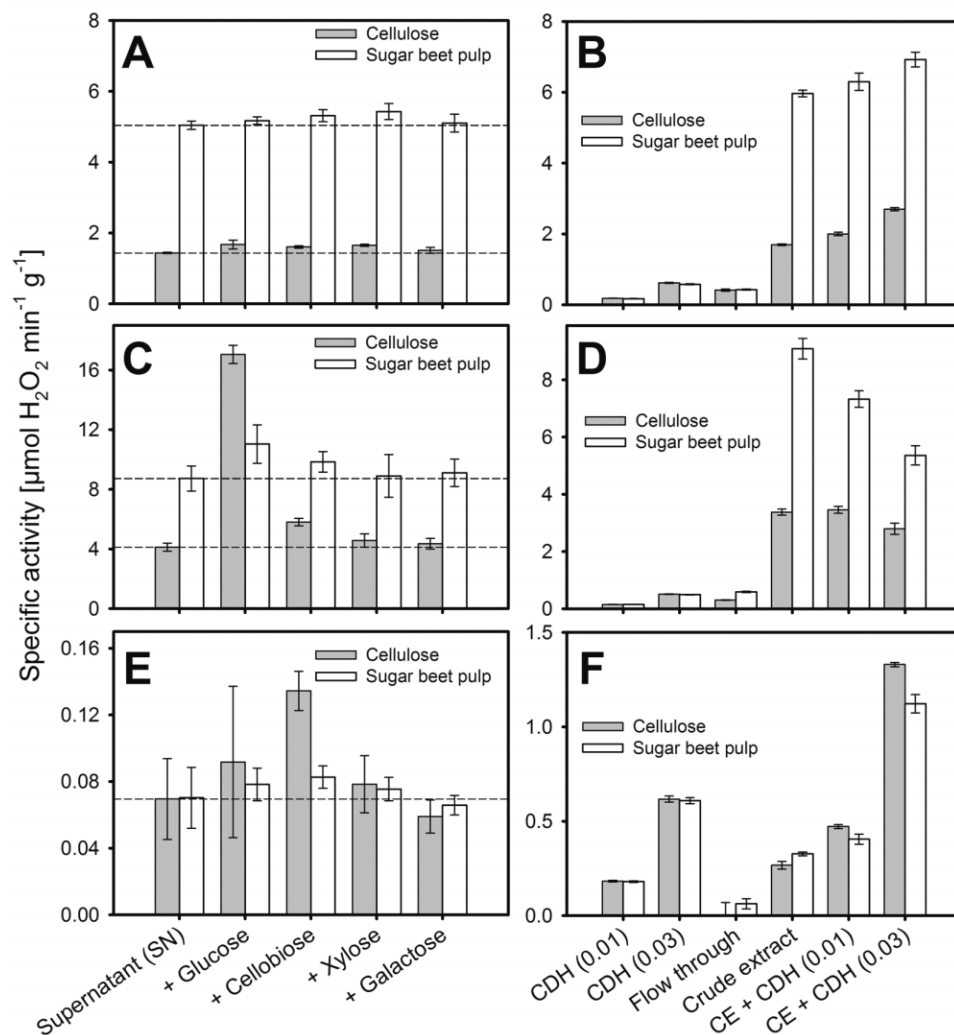 Specific activity [µmol H₂O₂ min⁻¹ g⁻¹]
A
Cellulose
Sugar beet pulp
8
6
4
2
0
B
Cellulose
Sugar beet pulp
8
6
4
2
0
C
Cellulose
Sugar beet pulp
16
12
8
4
0
D
Cellulose
Sugar beet pulp
8
6
4
2
0
E
Cellulose
Sugar beet pulp
0.16
0.12
0.08
0.04
0.00
Supernatant (SN)
+ Glucose
+ Cellobiose
+ Xylose
+ Galactose
F
Cellulose
Sugar beet pulp
1.5
1.0
0.5
0.0
CDH (0.01)
CDH (0.03)
Flow through
Crude extract
CE + CDH (0.01)
CE + CDH (0.03)